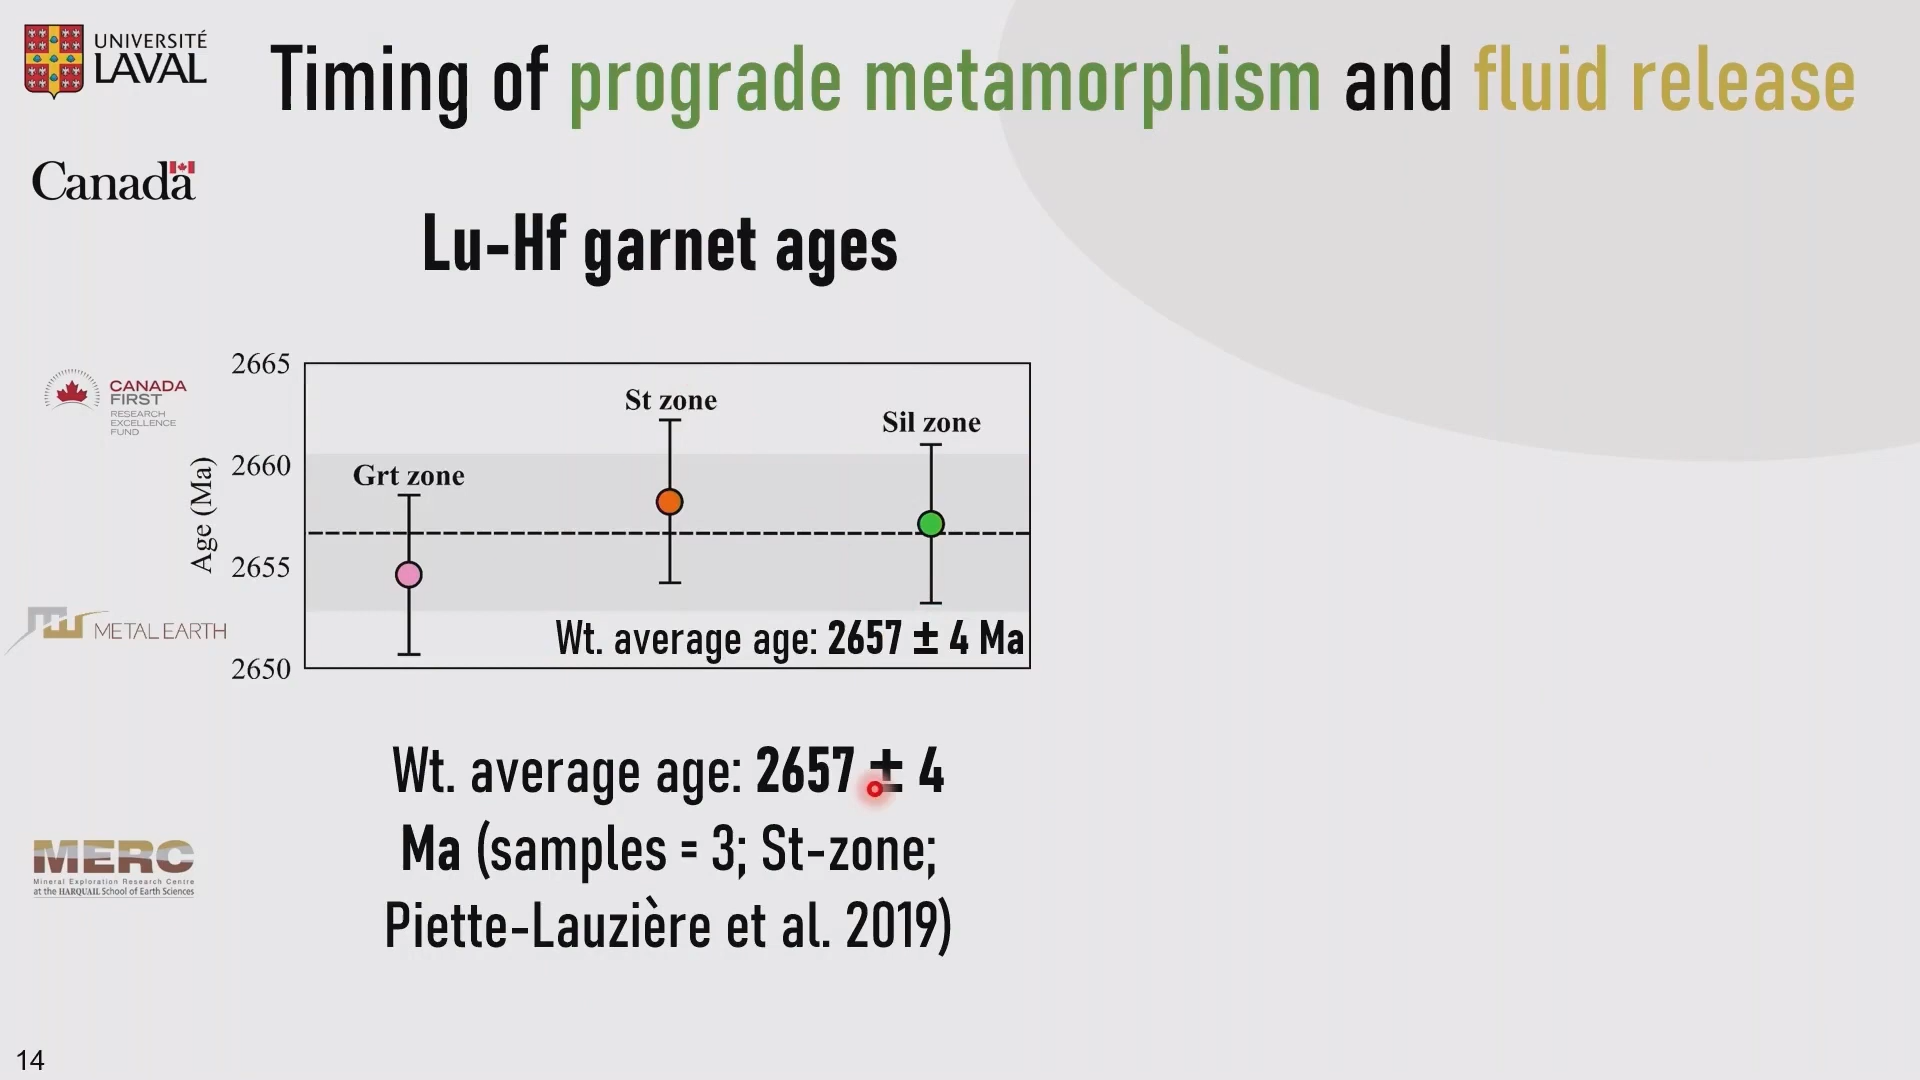 UNIVERSITÉ
LAVAL
Timing of prograde metamorphism and fluid release
Canada
Lu-Hf garnet ages
CANADA
FIRST
RESEARCH
EXCELLENCE
FUND
METAL EARTH
MERC
Mineral Exploration Research Centre
at the HARQUAIL School of Earth Sciences
Age (Ma)
2665
2660
2655
2650
Grt zone
St zone
Sil zone
Wt. average age: 2657 ± 4 Ma
Wt. average age: 2657 ± 4
Ma (samples = 3; St-zone;
Piette-Lauzière et al. 2019)
14